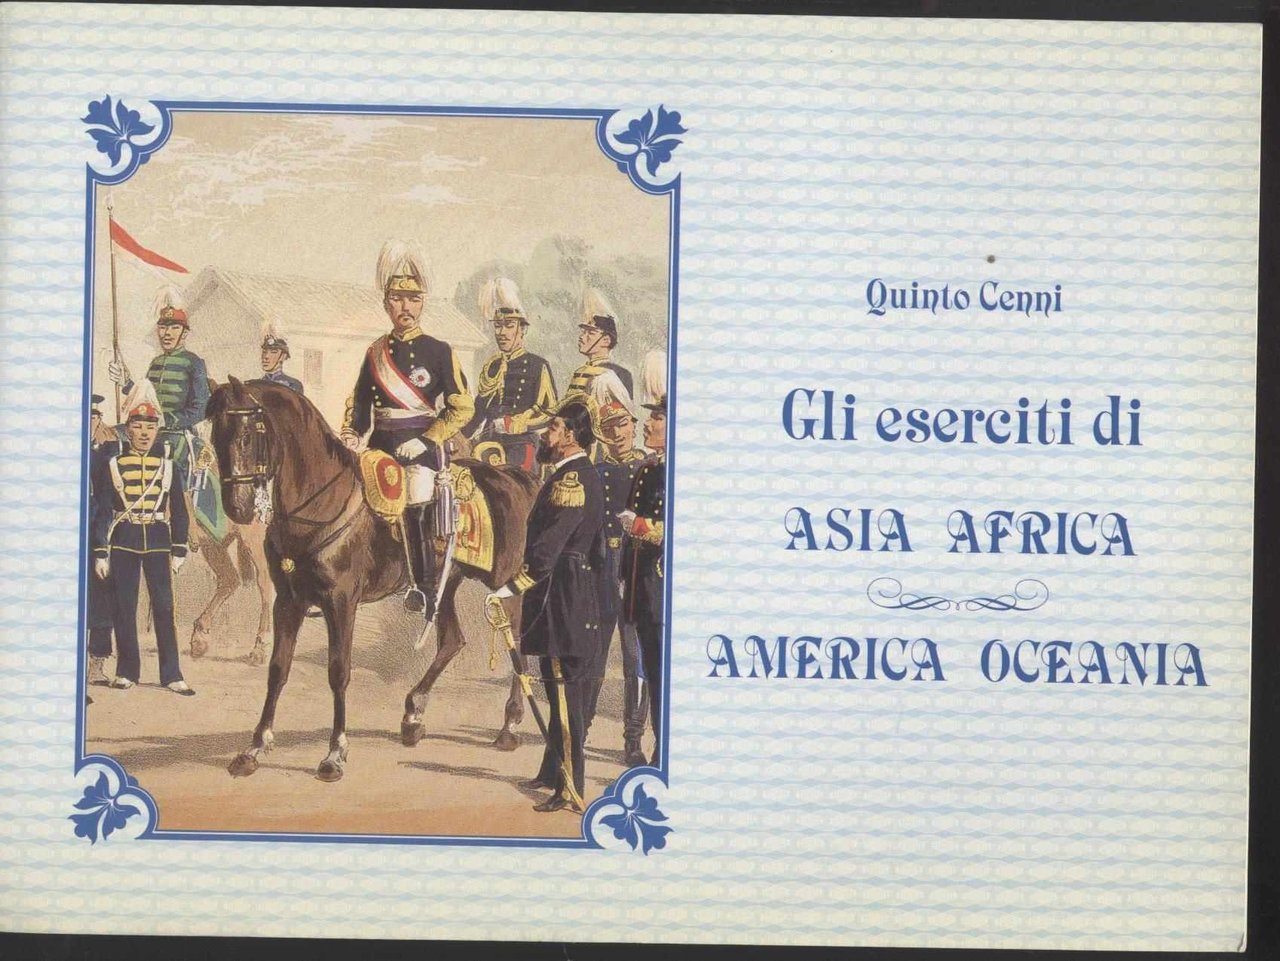 Quinto Cenni
Gli eserciti di
ASIA AFRICA
AMERICA OCEANIA